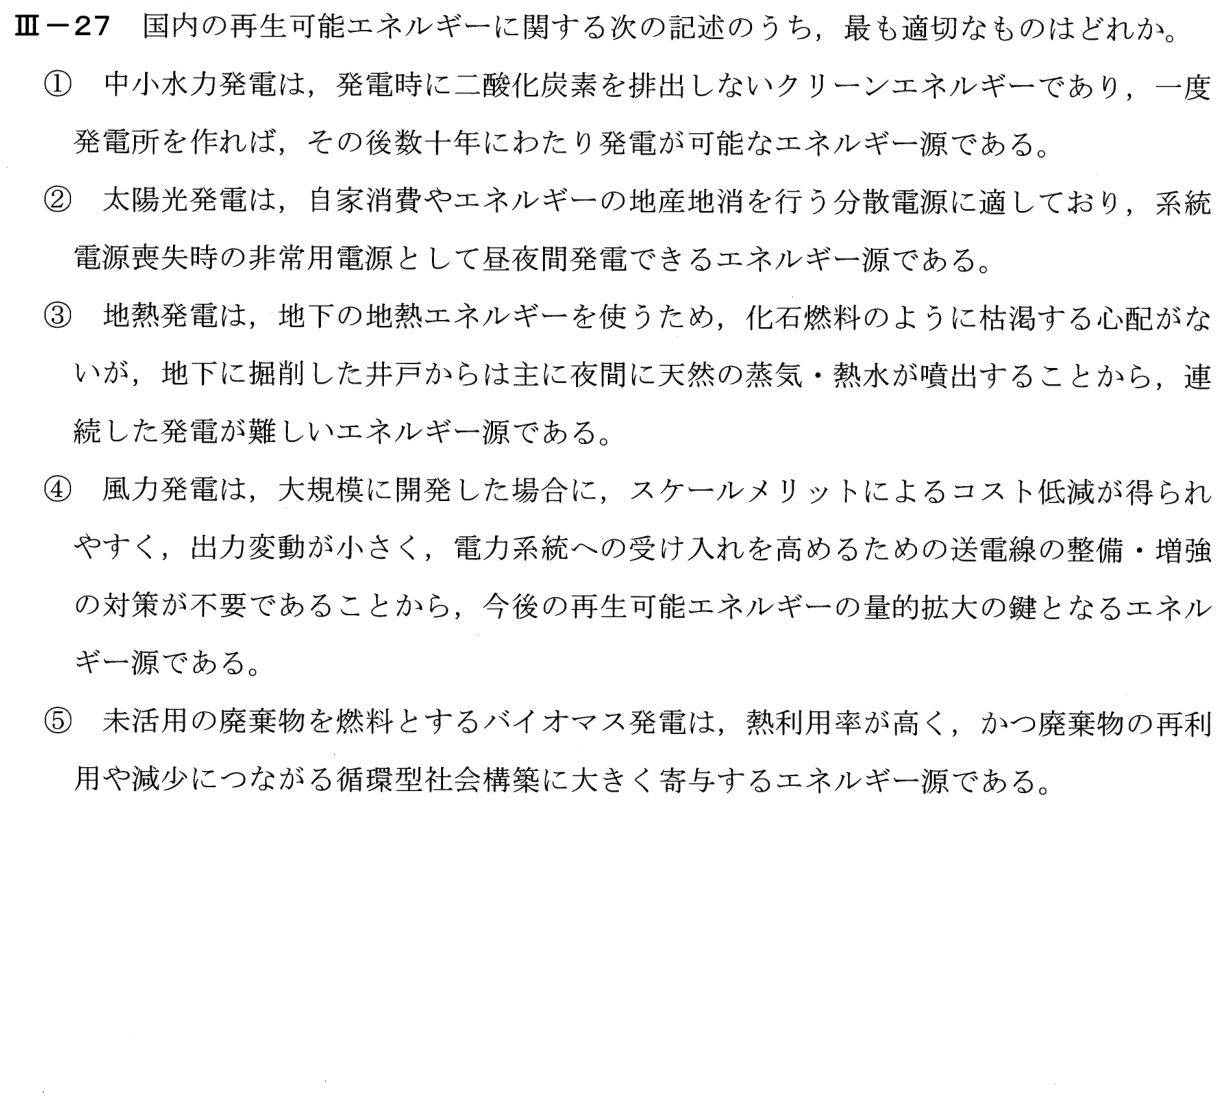 Ⅲ－27　国内の再生可能エネルギーに関する次の記述のうち，最も適切なものはどれか。
①　中小水力発電は，発電時に二酸化炭素を排出しないクリーンエネルギーであり，一度
発電所を作れば，その後数十年にわたり発電が可能なエネルギー源である。
②　太陽光発電は，自家消費やエネルギーの地産地消を行う分散電源に適しており，系統
電源喪失時の非常用電源として昼夜間発電できるエネルギー源である。
③　地熱発電は，地下の地熱エネルギーを使うため，化石燃料のように枯渇する心配がな
いが，地下に掘削した井戸からは主に夜間に天然の蒸気・熱水が噴出することから，連
続した発電が難しいエネルギー源である。
④　風力発電は，大規模に開発した場合に，スケールメリットによるコスト低減が得られ
やすく，出力変動が小さく，電力系統への受け入れを高めるための送電線の整備・増強
の対策が不要であることから，今後の再生可能エネルギーの量的拡大の鍵となるエネル
ギー源である。
⑤　未活用の廃棄物を燃料とするバイオマス発電は，熱利用率が高く，かつ廃棄物の再利
用や減少につながる循環型社会構築に大きく寄与するエネルギー源である。